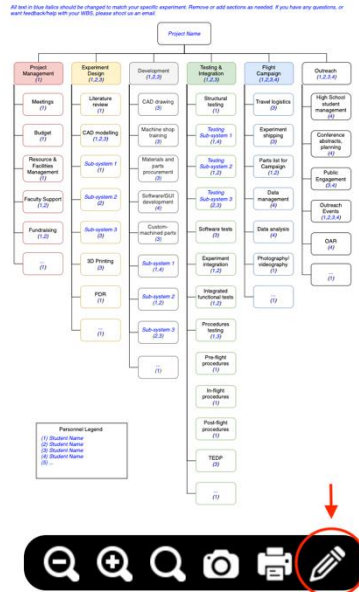 All text in blue italics should be changed to match your specific experiment. Remove or add sections as needed. If you have any questions, or
want feedback/help with your WBS, please shoot us an email.
Project Name
Project
Management
(1)
Meetings
(1)
Budget
(1)
Resource &
Facilities
Management
(1)
Faculty Support
(1,2)
Fundraising
(1,2)
...
(1)
Experiment
Design
(1,2,3)
Literature
review
(1)
CAD modelling
(1,2,3)
Sub-system 1
(1)
Sub-system 2
(2)
Sub-system 3
(3)
3D Printing
(3)
PDR
(1)
...
(1)
Development
(1,2,3)
CAD drawing
(3)
Machine shop
training
(3)
Materials and
parts
procurement
(3)
Software/GUI
development
(4)
Custom-
machined parts
(3)
Sub-system 1
(1,4)
Sub-system 2
(1,2)
Sub-system 3
(2,3)
...
(1)
Testing &
Integration
(1,2,3)
Structural
testing
(1)
Testing
Sub-system 1
(1,4)
Testing
Sub-system 2
(1,2)
Testing
Sub-system 3
(2,3)
Software tests
(3)
Experiment
integration
(1,2)
Integrated
functional tests
(1,2)
Procedures
testing
(1,3)
Pre-flight
procedures
(1)
In-flight
procedures
(1)
Post-flight
procedures
(1)
TEDP
(3)
...
(1)
Flight
Campaign
(1,2,3,4)
Travel logistics
(3)
Experiment
shipping
(3)
Parts list for
Campaign
(1,2)
Data
management
(4)
Data analysis
(4)
Photography/
videography
(1)
...
(1)
Outreach
(1,2,3,4)
High School
student
management
(4)
Conference
abstracts,
planning
(4)
Public
Engagement
(3,4)
Outreach
Events
(1,2,3,4)
OAR
(4)
...
(1)
Personnel Legend
(1) Student Name
(2) Student Name
(3) Student Name
(4) Student Name
(5) ...